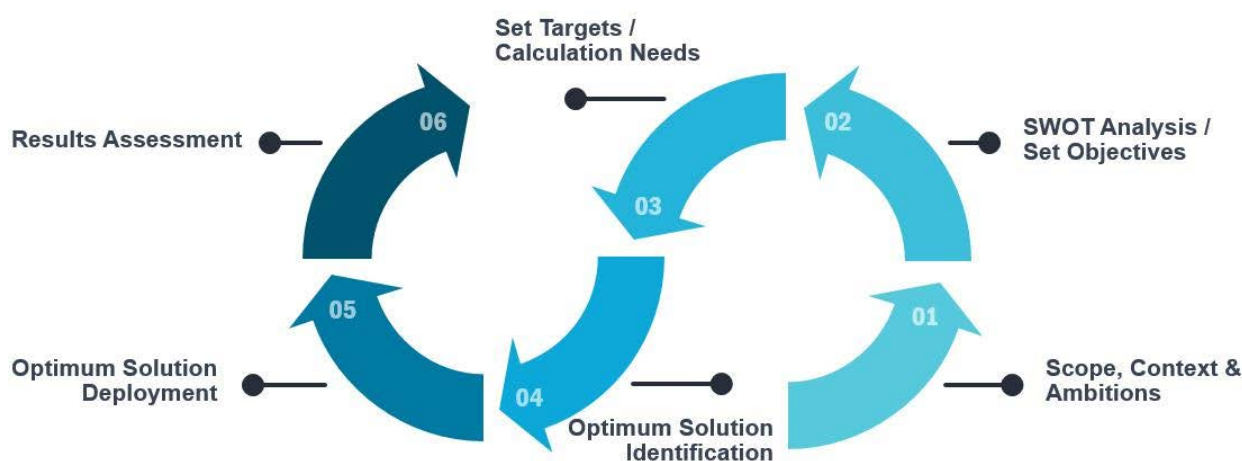 Set Targets /
Calculation Needs
06
02
Results Assessment
SWOT Analysis /
Set Objectives
03
05
01
Optimum Solution
Deployment
04
Scope, Context &
Ambitions
Optimum Solution
Identification